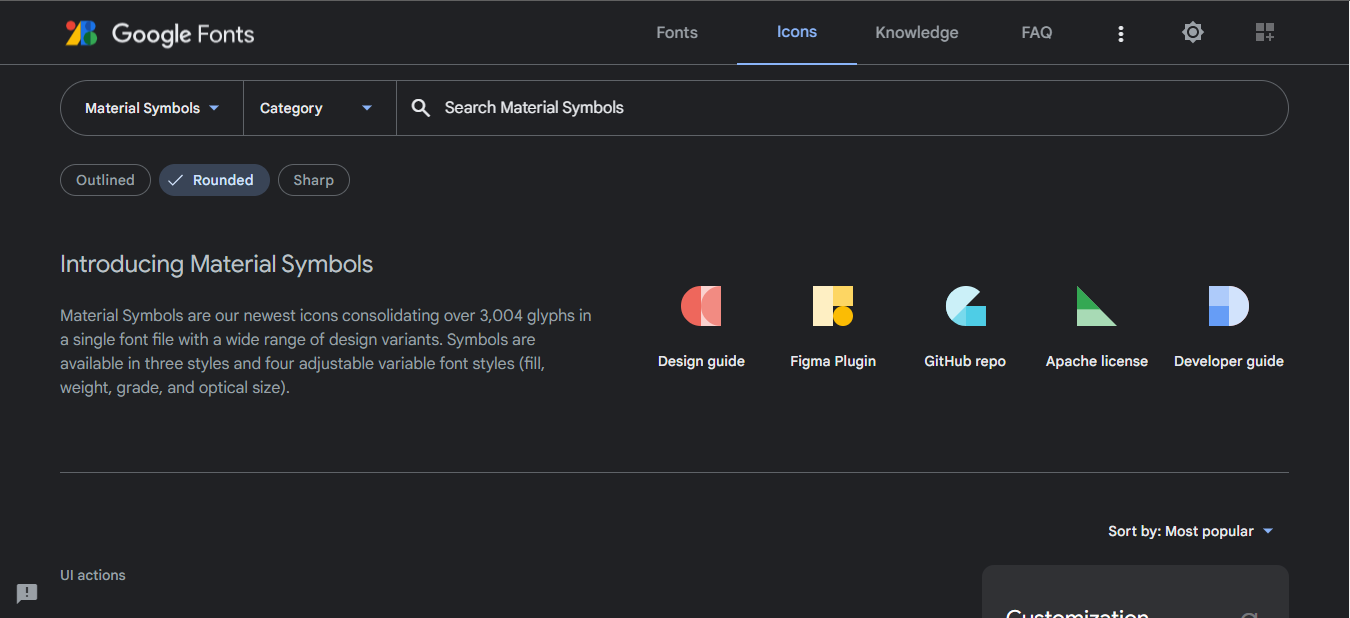 Google Fonts
Fonts
Icons
Knowledge
FAQ
Material Symbols
Category
Search Material Symbols
Outlined
Rounded
Sharp
Introducing Material Symbols
Material Symbols are our newest icons consolidating over 3,004 glyphs in
a single font file with a wide range of design variants. Symbols are
available in three styles and four adjustable variable font styles (fill,
weight, grade, and optical size).
Design guide
Figma Plugin
GitHub repo
Apache license
Developer guide
Sort by: Most popular
UI actions
Customization